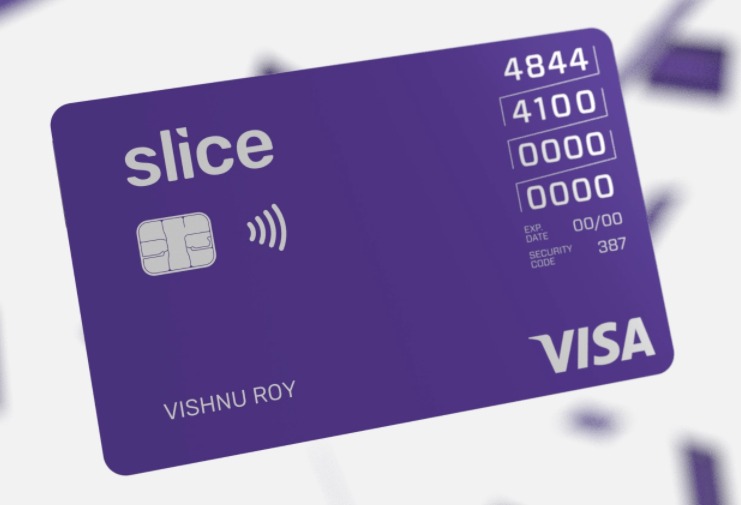 slice
4844
4100
0000
0000
EXP.
DATE
00/00
SECURITY
CODE
387
VISHNU ROY
VISA